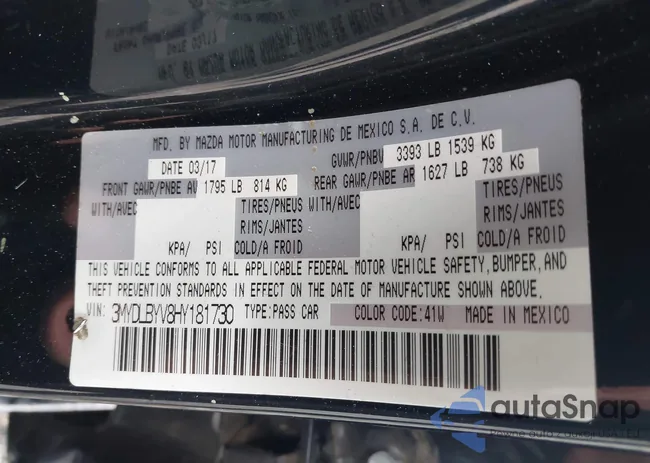 MFD. BY MAZDA MOTOR MANUFACTURING DE MEXICO S.A. DE C.V.
DATE 03/17 GVWR/PNBV 3393 LB 1539 KG
FRONT GAWR/PNBE AV 1795 LB 814 KG REAR GAWR/PNBE AR 1627 LB 738 KG
WITH/AVEC TIRES/PNEUS WITH/AVEC TIRES/PNEUS
RIMS/JANTES RIMS/JANTES
KPA/ PSI COLD/A FROID KPA/ PSI COLD/A FROID
THIS VEHICLE CONFORMS TO ALL APPLICABLE FEDERAL MOTOR VEHICLE SAFETY, BUMPER, AND
THEFT PREVENTION STANDARDS IN EFFECT ON THE DATE OF MANUFACTURE SHOWN ABOVE.
VIN: 3MYDLBYV8HY181730 TYPE:PASS CAR COLOR CODE:41W MADE IN MEXICO
autaSnap